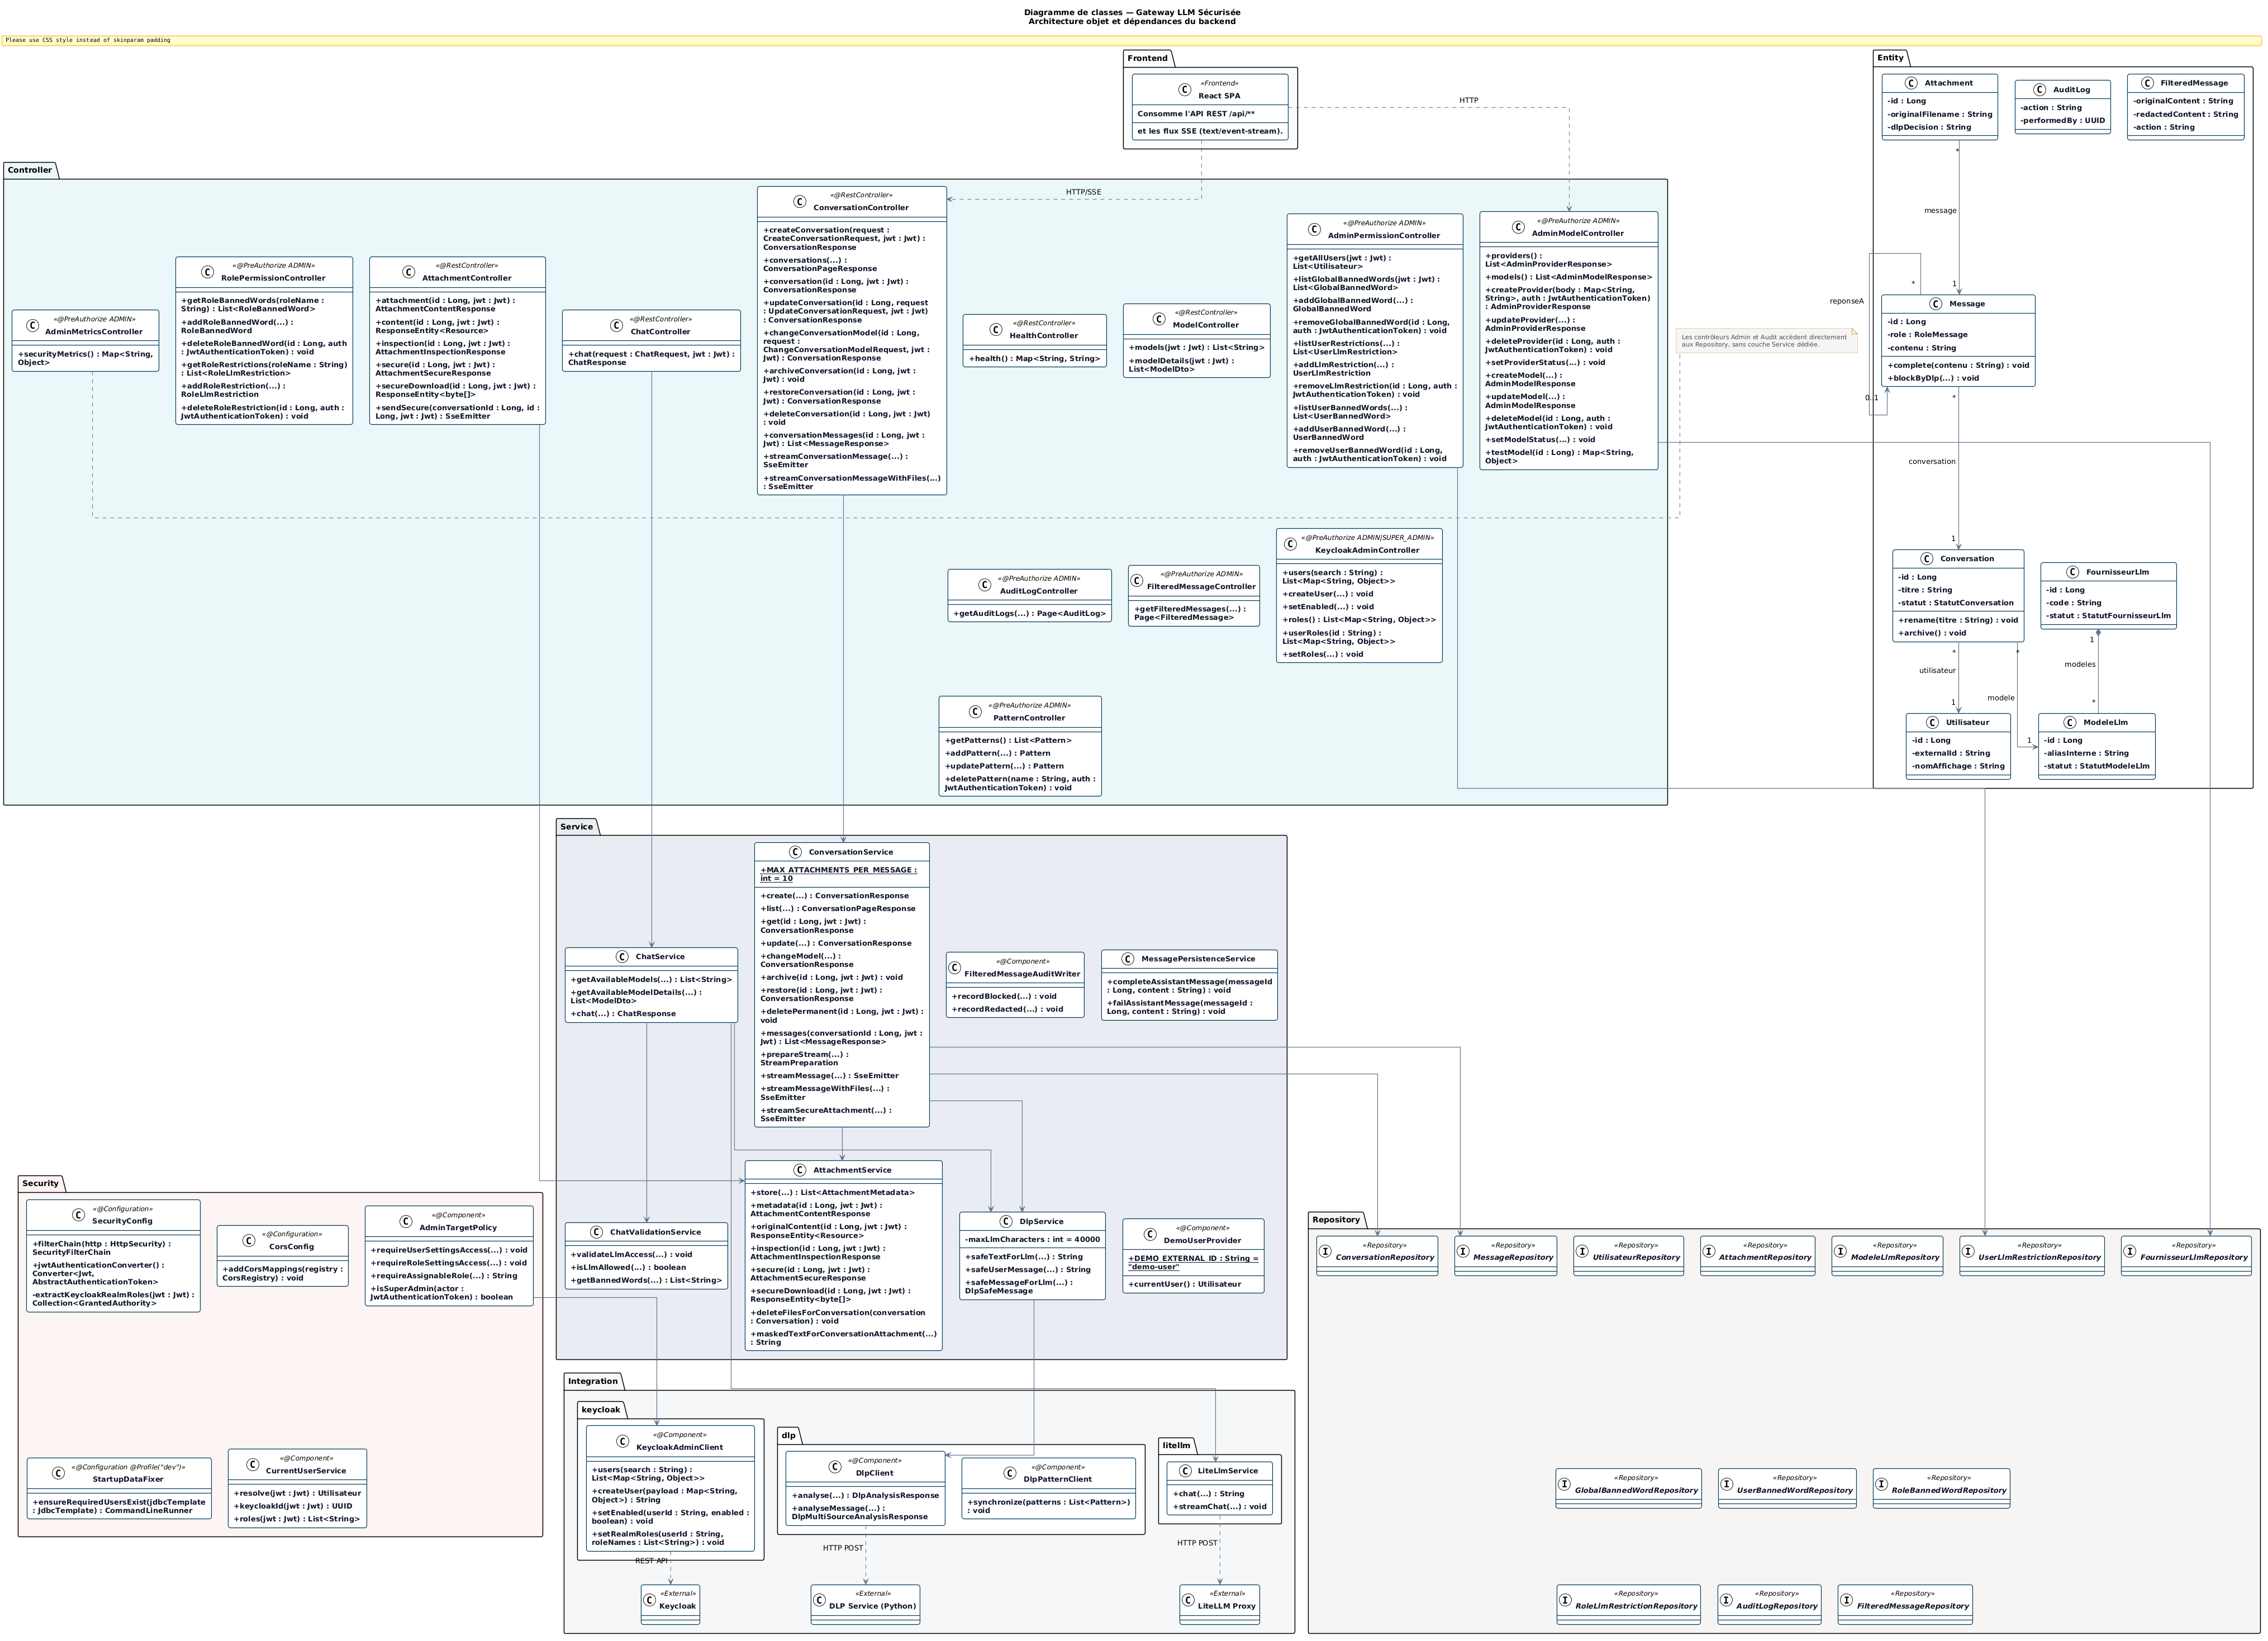 Diagramme de classes — Gateway LLM Sécurisée
Architecture objet et dépendances du backend
Please use CSS style instead of skinparam padding
Frontend
«Frontend»
C React SPA
Consomme l'API REST /api/**
et les flux SSE (text/event-stream).
HTTP
HTTP/SSE
Entity
C Attachment
-id : Long
-originalFilename : String
-dlpDecision : String
C AuditLog
-action : String
-performedBy : UUID
C FilteredMessage
-originalContent : String
-redactedContent : String
-action : String
*
message
1
*
reponseA
0..1
C Message
-id : Long
-role : RoleMessage
-contenu : String
+complete(contenu : String) : void
+blockByDlp(...) : void
*
conversation
1
C Conversation
-id : Long
-titre : String
-statut : StatutConversation
+rename(titre : String) : void
+archive() : void
C FournisseurLlm
-id : Long
-code : String
-statut : StatutFournisseurLlm
*
utilisateur
1
*
modele
1
1
modeles
*
C Utilisateur
-id : Long
-externalId : String
-nomAffichage : String
C ModeleLlm
-id : Long
-aliasInterne : String
-statut : StatutModeleLlm
Controller
«@PreAuthorize ADMIN»
C AdminMetricsController
+securityMetrics() : Map<String,
Object>
«@PreAuthorize ADMIN»
C RolePermissionController
+getRoleBannedWords(roleName :
String) : List<RoleBannedWord>
+addRoleBannedWord(...) :
RoleBannedWord
+deleteRoleBannedWord(id : Long, auth
: JwtAuthenticationToken) : void
+getRoleRestrictions(roleName : String)
: List<RoleLlmRestriction>
+addRoleRestriction(...) :
RoleLlmRestriction
+deleteRoleRestriction(id : Long, auth :
JwtAuthenticationToken) : void
«@RestController»
C AttachmentController
+attachment(id : Long, jwt : Jwt) :
AttachmentContentResponse
+content(id : Long, jwt : Jwt) :
ResponseEntity<Resource>
+inspection(id : Long, jwt : Jwt) :
AttachmentInspectionResponse
+secure(id : Long, jwt : Jwt) :
AttachmentSecureResponse
+secureDownload(id : Long, jwt : Jwt) :
ResponseEntity<byte[]>
+sendSecure(conversationId : Long, id :
Long, jwt : Jwt) : SseEmitter
«@RestController»
C ChatController
+chat(request : ChatRequest, jwt : Jwt) :
ChatResponse
«@RestController»
C ConversationController
+createConversation(request :
CreateConversationRequest, jwt : Jwt) :
ConversationResponse
+conversations(...) :
ConversationPageResponse
+conversation(id : Long, jwt : Jwt) :
ConversationResponse
+updateConversation(id : Long, request
: UpdateConversationRequest, jwt : Jwt)
: ConversationResponse
+changeConversationModel(id : Long,
request :
ChangeConversationModelRequest, jwt :
Jwt) : ConversationResponse
+archiveConversation(id : Long, jwt :
Jwt) : void
+restoreConversation(id : Long, jwt :
Jwt) : ConversationResponse
+deleteConversation(id : Long, jwt : Jwt)
: void
+conversationMessages(id : Long, jwt :
Jwt) : List<MessageResponse>
+streamConversationMessage(...) :
SseEmitter
+streamConversationMessageWithFiles(...)
: SseEmitter
«@RestController»
C HealthController
+health() : Map<String, String>
«@RestController»
C ModelController
+models(jwt : Jwt) : List<String>
+modelDetails(jwt : Jwt) :
List<ModelDto>
«@PreAuthorize ADMIN»
C AdminPermissionController
+getAllUsers(jwt : Jwt) :
List<Utilisateur>
+listGlobalBannedWords(jwt : Jwt) :
List<GlobalBannedWord>
+addGlobalBannedWord(...) :
GlobalBannedWord
+removeGlobalBannedWord(id : Long,
auth : JwtAuthenticationToken) : void
+listUserRestrictions(...) :
List<UserLlmRestriction>
+addLlmRestriction(...) :
UserLlmRestriction
+removeLlmRestriction(id : Long, auth :
JwtAuthenticationToken) : void
+listUserBannedWords(...) :
List<UserBannedWord>
+addUserBannedWord(...) :
UserBannedWord
+removeUserBannedWord(id : Long,
auth : JwtAuthenticationToken) : void
«@PreAuthorize ADMIN»
C AdminModelController
+providers() :
List<AdminProviderResponse>
+models() : List<AdminModelResponse>
+createProvider(body : Map<String,
String>, auth : JwtAuthenticationToken)
: AdminProviderResponse
+updateProvider(...) :
AdminProviderResponse
+deleteProvider(id : Long, auth :
JwtAuthenticationToken) : void
+setProviderStatus(...) : void
+createModel(...) :
AdminModelResponse
+updateModel(...) :
AdminModelResponse
+deleteModel(id : Long, auth :
JwtAuthenticationToken) : void
+setModelStatus(...) : void
+testModel(id : Long) : Map<String,
Object>
Les contrôleurs Admin et Audit accèdent directement
aux Repository, sans couche Service dédiée.
«@PreAuthorize ADMIN»
C AuditLogController
+getAuditLogs(...) : Page<AuditLog>
«@PreAuthorize ADMIN»
C FilteredMessageController
+getFilteredMessages(...) :
Page<FilteredMessage>
«@PreAuthorize ADMIN|SUPER_ADMIN»
C KeycloakAdminController
+users(search : String) :
List<Map<String, Object>>
+createUser(...) : void
+setEnabled(...) : void
+roles() : List<Map<String, Object>>
+userRoles(id : String) :
List<Map<String, Object>>
+setRoles(...) : void
«@PreAuthorize ADMIN»
C PatternController
+getPatterns() : List<Pattern>
+addPattern(...) : Pattern
+updatePattern(...) : Pattern
+deletePattern(name : String, auth :
JwtAuthenticationToken) : void
Service
C ConversationService
+MAX_ATTACHMENTS_PER_MESSAGE :
int = 10
+create(...) : ConversationResponse
+list(...) : ConversationPageResponse
+get(id : Long, jwt : Jwt) :
ConversationResponse
+update(...) : ConversationResponse
+changeModel(...) :
ConversationResponse
+archive(id : Long, jwt : Jwt) : void
+restore(id : Long, jwt : Jwt) :
ConversationResponse
+deletePermanent(id : Long, jwt : Jwt) :
void
+messages(conversationId : Long, jwt :
Jwt) : List<MessageResponse>
+prepareStream(...) :
StreamPreparation
+streamMessage(...) : SseEmitter
+streamMessageWithFiles(...) :
SseEmitter
+streamSecureAttachment(...) :
SseEmitter
C ChatService
+getAvailableModels(...) : List<String>
+getAvailableModelDetails(...) :
List<ModelDto>
+chat(...) : ChatResponse
«@Component»
C FilteredMessageAuditWriter
+recordBlocked(...) : void
+recordRedacted(...) : void
C MessagePersistenceService
+completeAssistantMessage(messageId
: Long, content : String) : void
+failAssistantMessage(messageId :
Long, content : String) : void
C AttachmentService
+store(...) : List<AttachmentMetadata>
+metadata(id : Long, jwt : Jwt) :
AttachmentContentResponse
+originalContent(id : Long, jwt : Jwt) :
ResponseEntity<Resource>
+inspection(id : Long, jwt : Jwt) :
AttachmentInspectionResponse
+secure(id : Long, jwt : Jwt) :
AttachmentSecureResponse
+secureDownload(id : Long, jwt : Jwt) :
ResponseEntity<byte[]>
+deleteFilesForConversation(conversation
: Conversation) : void
+maskedTextForConversationAttachment(...)
: String
C ChatValidationService
+validateLlmAccess(...) : void
+isLlmAllowed(...) : boolean
+getBannedWords(...) : List<String>
C DlpService
-maxLlmCharacters : int = 40000
+safeTextForLlm(...) : String
+safeUserMessage(...) : String
+safeMessageForLlm(...) :
DlpSafeMessage
«@Component»
C DemoUserProvider
+DEMO_EXTERNAL_ID : String =
"demo-user"
+currentUser() : Utilisateur
Security
«@Configuration»
C SecurityConfig
+filterChain(http : HttpSecurity) :
SecurityFilterChain
+jwtAuthenticationConverter() :
Converter<Jwt,
AbstractAuthenticationToken>
-extractKeycloakRealmRoles(jwt : Jwt) :
Collection<GrantedAuthority>
«@Configuration»
C CorsConfig
+addCorsMappings(registry :
CorsRegistry) : void
«@Component»
C AdminTargetPolicy
+requireUserSettingsAccess(...) : void
+requireRoleSettingsAccess(...) : void
+requireAssignableRole(...) : String
+isSuperAdmin(actor :
JwtAuthenticationToken) : boolean
«@Configuration @Profile("dev")»
C StartupDataFixer
+ensureRequiredUsersExist(jdbcTemplate
: JdbcTemplate) : CommandLineRunner
«@Component»
C CurrentUserService
+resolve(jwt : Jwt) : Utilisateur
+keycloakId(jwt : Jwt) : UUID
+roles(jwt : Jwt) : List<String>
Integration
keycloak
«@Component»
C KeycloakAdminClient
+users(search : String) :
List<Map<String, Object>>
+createUser(payload : Map<String,
Object>) : String
+setEnabled(userId : String, enabled :
boolean) : void
+setRealmRoles(userId : String,
roleNames : List<String>) : void
dlp
«@Component»
C DlpClient
+analyse(...) : DlpAnalysisResponse
+analyseMessage(...) :
DlpMultiSourceAnalysisResponse
«@Component»
C DlpPatternClient
+synchronize(patterns : List<Pattern>)
: void
litellm
C LiteLlmService
+chat(...) : String
+streamChat(...) : void
REST API
HTTP POST
HTTP POST
«External»
C Keycloak
«External»
C DLP Service (Python)
«External»
C LiteLLM Proxy
Repository
«Repository»
I ConversationRepository
«Repository»
I MessageRepository
«Repository»
I UtilisateurRepository
«Repository»
I AttachmentRepository
«Repository»
I ModeleLlmRepository
«Repository»
I UserLlmRestrictionRepository
«Repository»
I FournisseurLlmRepository
«Repository»
I GlobalBannedWordRepository
«Repository»
I UserBannedWordRepository
«Repository»
I RoleBannedWordRepository
«Repository»
I RoleLlmRestrictionRepository
«Repository»
I AuditLogRepository
«Repository»
I FilteredMessageRepository